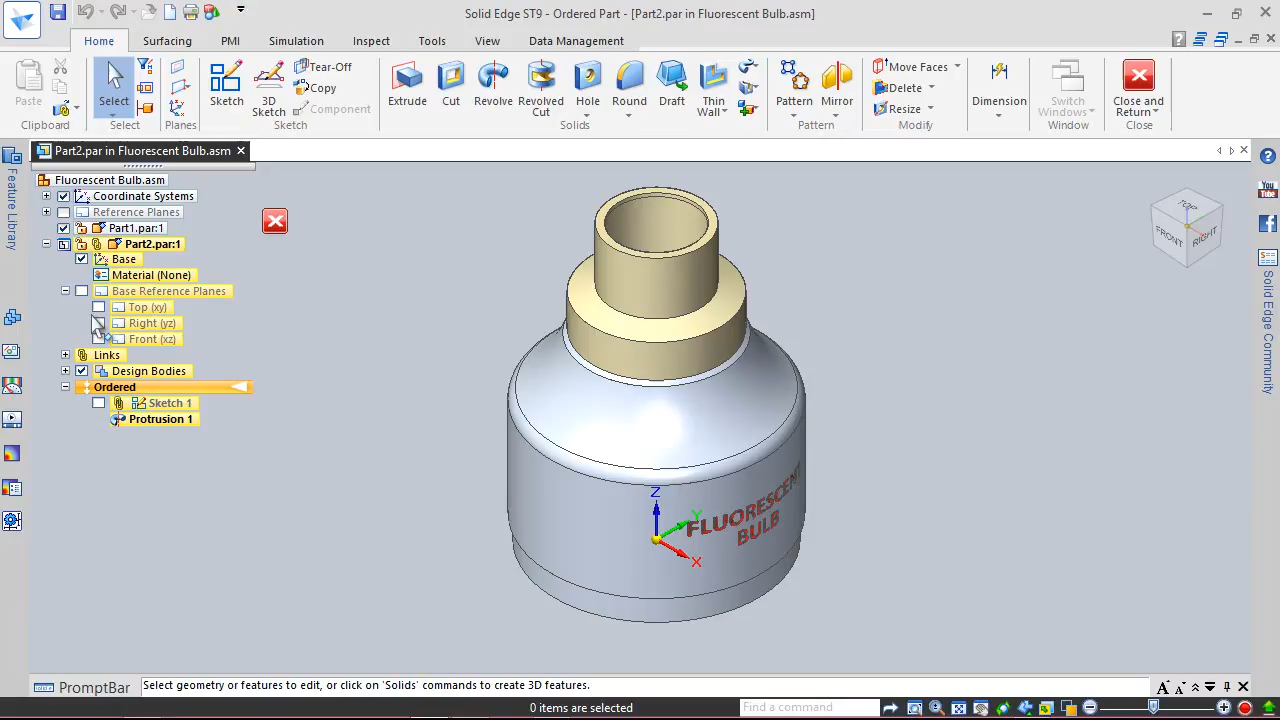 Solid Edge ST9 - Ordered Part - [Part2.par in Fluorescent Bulb.asm]
Home Surfacing PMI Simulation Inspect Tools View Data Management
Paste
Clipboard
Select
Select
Planes
Sketch
3D Sketch
Tear-Off
Copy
Component
Sketch
Extrude
Cut
Revolve
Revolved Cut
Hole
Round
Draft
Thin Wall
Solids
Pattern
Mirror
Pattern
Move Faces
Delete
Resize
Modify
Dimension
Switch Windows
Window
Close and Return
Close
Part2.par in Fluorescent Bulb.asm
Feature Library
Fluorescent Bulb.asm
Coordinate Systems
Reference Planes
Part1.par:1
Part2.par:1
Base
Material (None)
Base Reference Planes
Top (xy)
Right (yz)
Front (xz)
Links
Design Bodies
Ordered
Sketch 1
Protrusion 1
TOP
FRONT
RIGHT
You Tube
Solid Edge Community
Z
Y
X
FLUORESCENT
BULB
PromptBar
Select geometry or features to edit, or click on 'Solids' commands to create 3D features.
A A
0 items are selected
Find a command